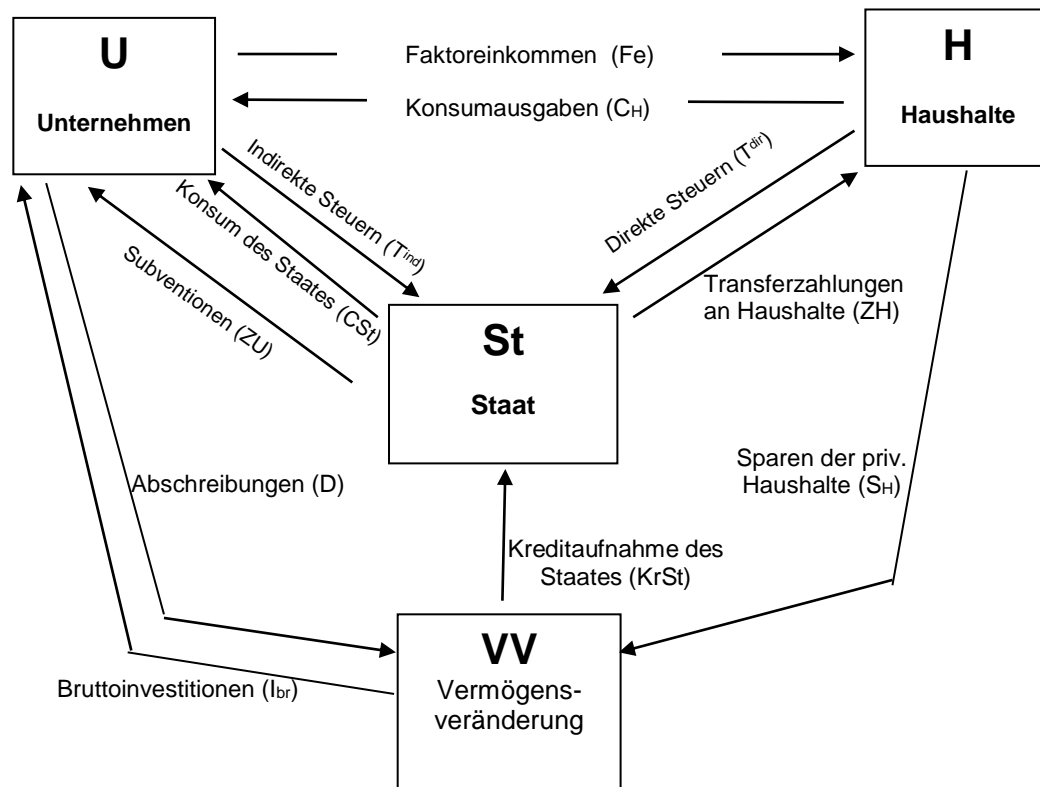 U
Unternehmen
Faktoreinkommen (Fe)
Konsumausgaben (CH)
H
Haushalte
Indirekte Steuern (Tind)
Konsum des Staates (CSt)
Subventionen (ZU)
Direkte Steuern (Tdir)
Transferzahlungen
an Haushalte (ZH)
St
Staat
Abschreibungen (D)
Sparen der priv.
Haushalte (SH)
Kreditaufnahme des
Staates (KrSt)
VV
Vermögens-
veränderung
Bruttoinvestitionen (Ibr)